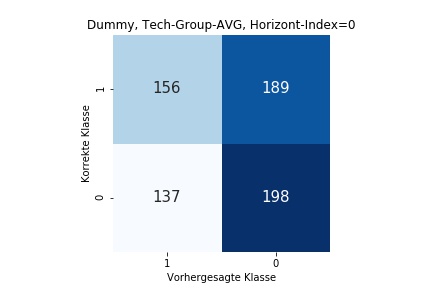 Dummy, Tech-Group-AVG, Horizont-Index=0
Korrekte Klasse
1
156
189
0
137
198
1
0
Vorhergesagte Klasse